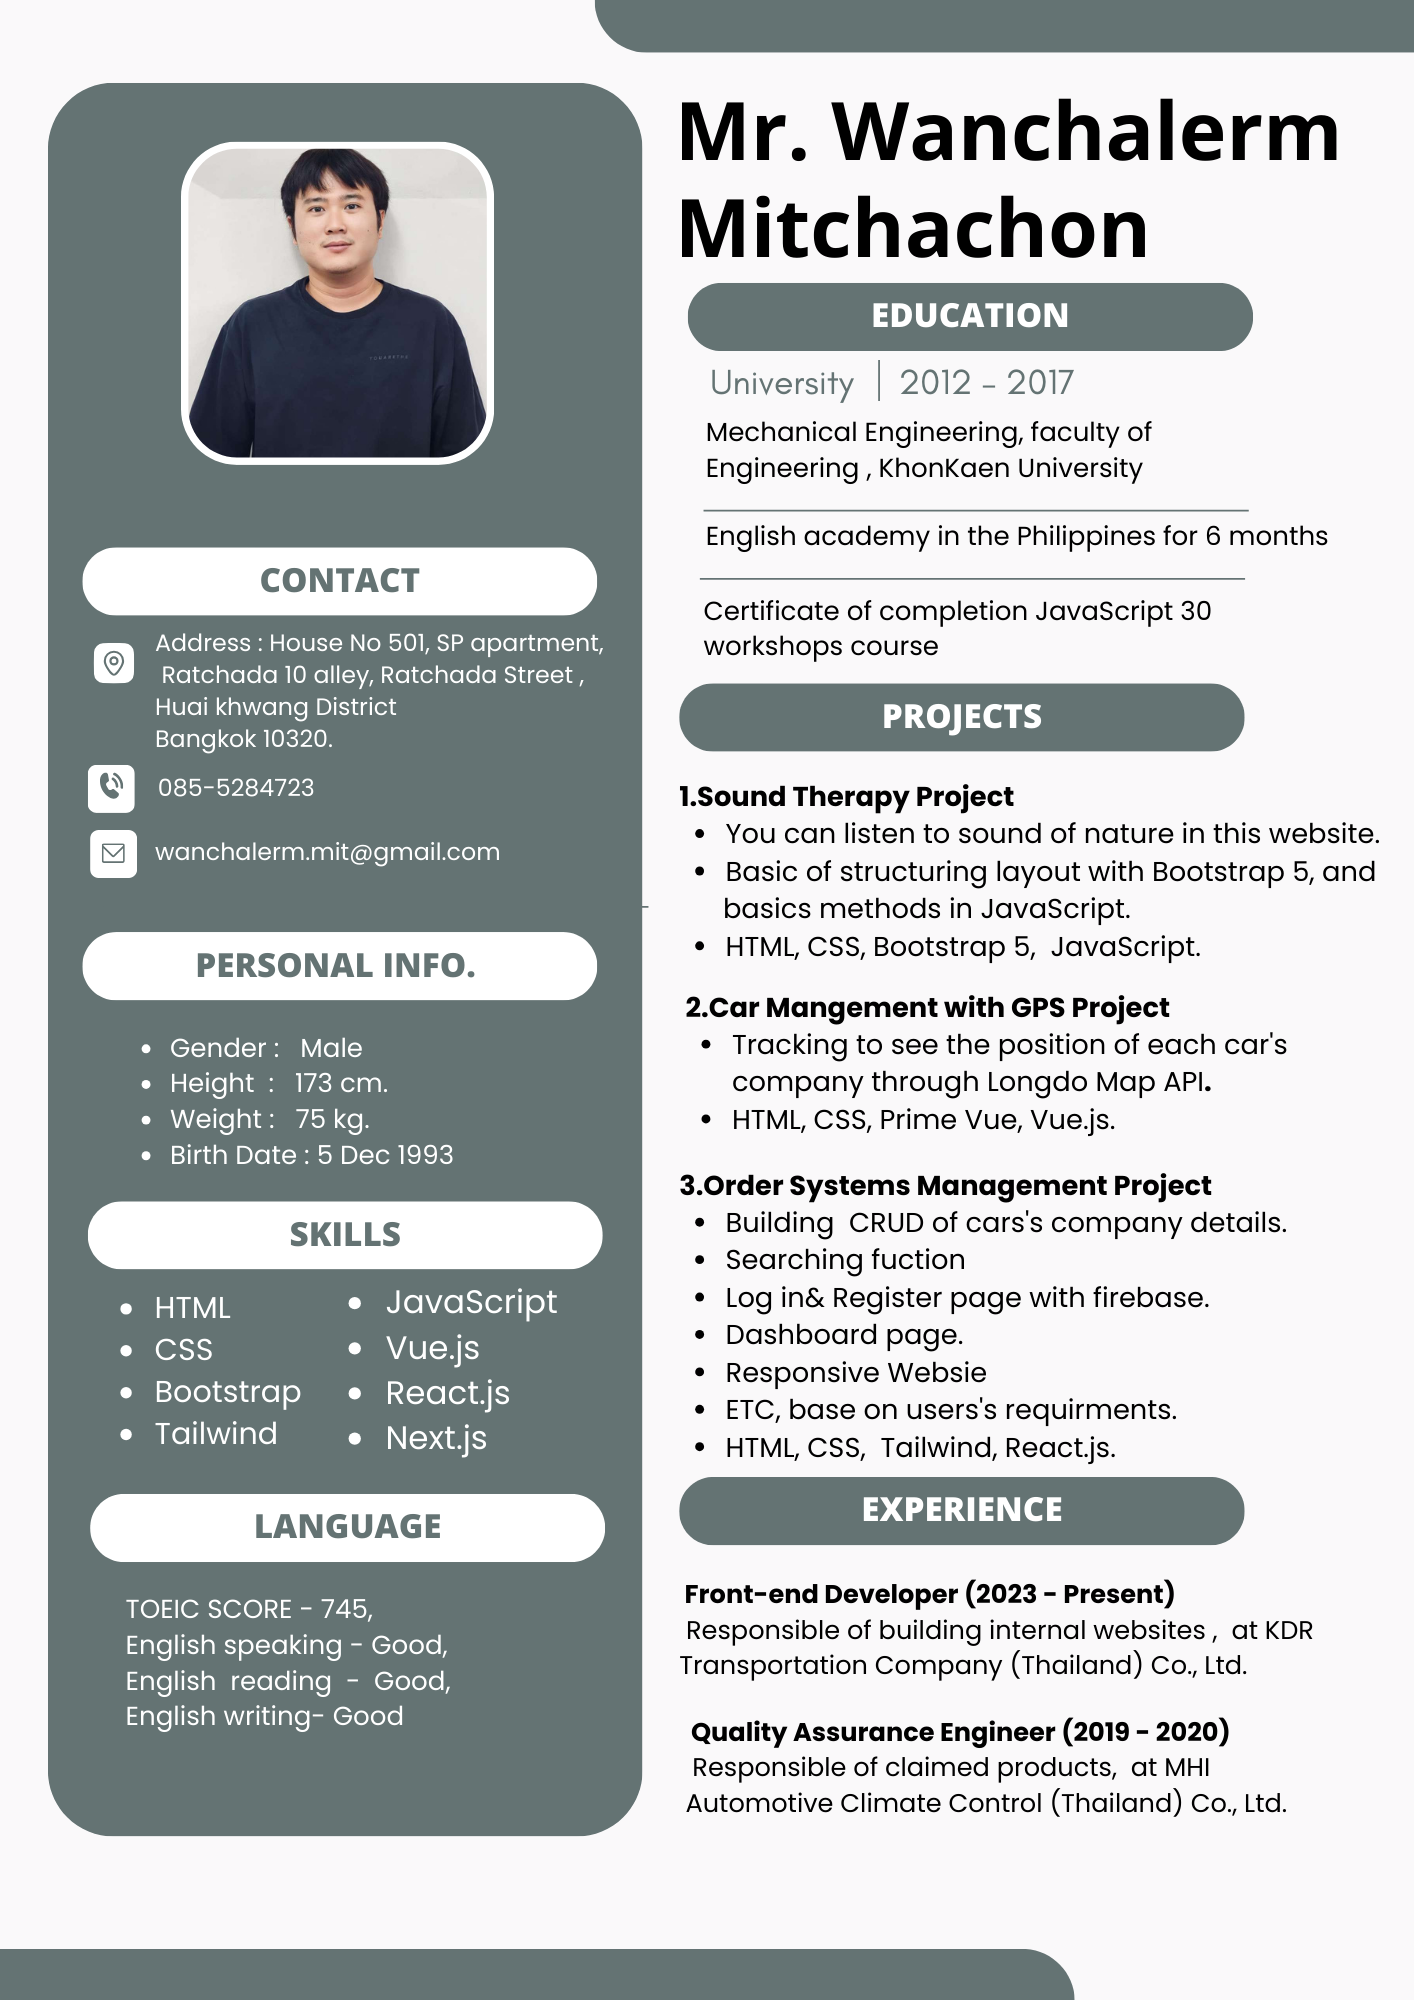 Mr. Wanchalerm
Mitchachon
CONTACT
Address : House No 501, SP apartment,
Ratchada 10 alley, Ratchada Street ,
Huai khwang District
Bangkok 10320.
085-5284723
wanchalerm.mit@gmail.com
PERSONAL INFO.
• Gender : Male
• Height : 173 cm.
• Weight : 75 kg.
• Birth Date : 5 Dec 1993
SKILLS
• HTML
• CSS
• Bootstrap
• Tailwind
• JavaScript
• Vue.js
• React.js
• Next.js
LANGUAGE
TOEIC SCORE - 745,
English speaking - Good,
English reading - Good,
English writing- Good
EDUCATION
University | 2012 - 2017
Mechanical Engineering, faculty of
Engineering , KhonKaen University
English academy in the Philippines for 6 months
Certificate of completion JavaScript 30
workshops course
PROJECTS
1.Sound Therapy Project
• You can listen to sound of nature in this website.
• Basic of structuring layout with Bootstrap 5, and
basics methods in JavaScript.
• HTML, CSS, Bootstrap 5, JavaScript.
2.Car Mangement with GPS Project
• Tracking to see the position of each car's
company through Longdo Map API.
• HTML, CSS, Prime Vue, Vue.js.
3.Order Systems Management Project
• Building CRUD of cars's company details.
• Searching fuction
• Log in& Register page with firebase.
• Dashboard page.
• Responsive Websie
• ETC, base on users's requirments.
• HTML, CSS, Tailwind, React.js.
EXPERIENCE
Front-end Developer (2023 - Present)
Responsible of building internal websites , at KDR
Transportation Company (Thailand) Co., Ltd.
Quality Assurance Engineer (2019 - 2020)
Responsible of claimed products, at MHI
Automotive Climate Control (Thailand) Co., Ltd.